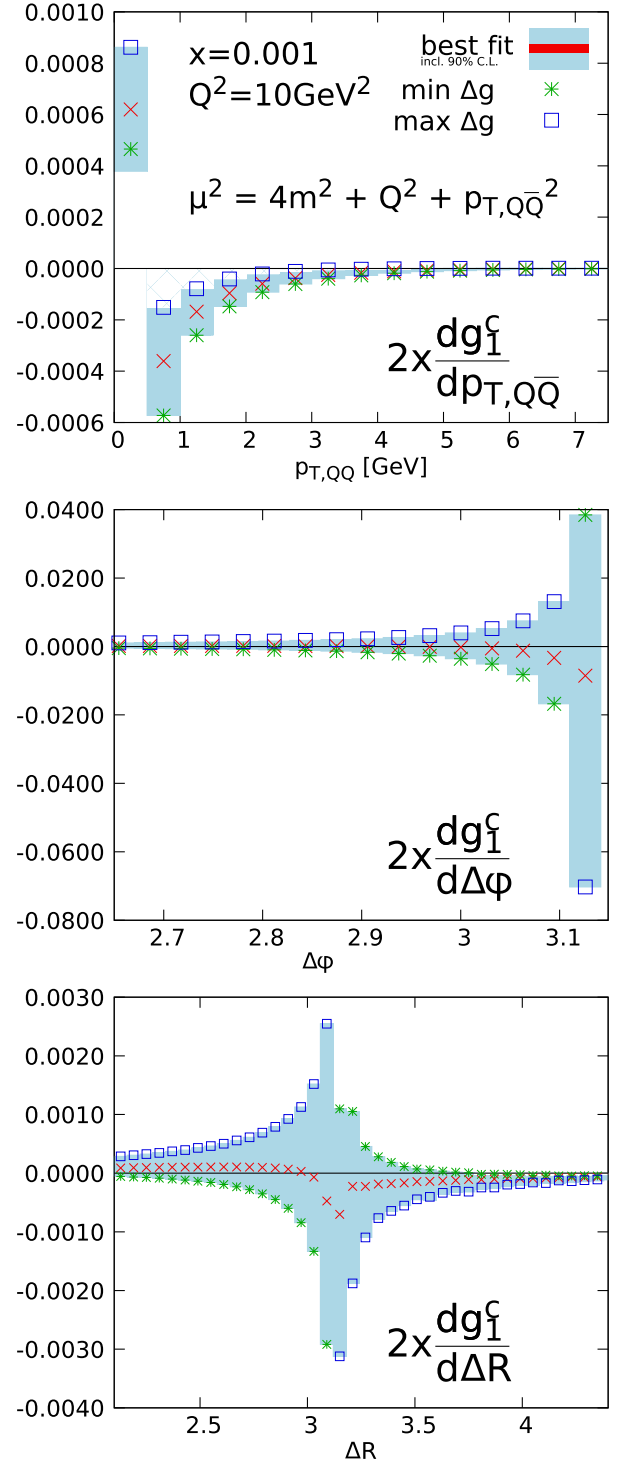 0.0010
0.0008
0.0006
0.0004
0.0002
0.0000
-0.0002
-0.0004
-0.0006
x=0.001
Q²=10GeV²
best fit
incl. 90% C.L.
min Δg
max Δg
μ² = 4m² + Q² + p_{T,QQ̅}²
2x dg₁ᶜ / dp_{T,QQ̅}
0 1 2 3 4 5 6 7
p_{T,QQ} [GeV]
0.0400
0.0200
0.0000
-0.0200
-0.0400
-0.0600
-0.0800
2x dg₁ᶜ / dΔφ
2.7 2.8 2.9 3 3.1
Δφ
0.0030
0.0020
0.0010
0.0000
-0.0010
-0.0020
-0.0030
-0.0040
2x dg₁ᶜ / dΔR
2.5 3 3.5 4
ΔR